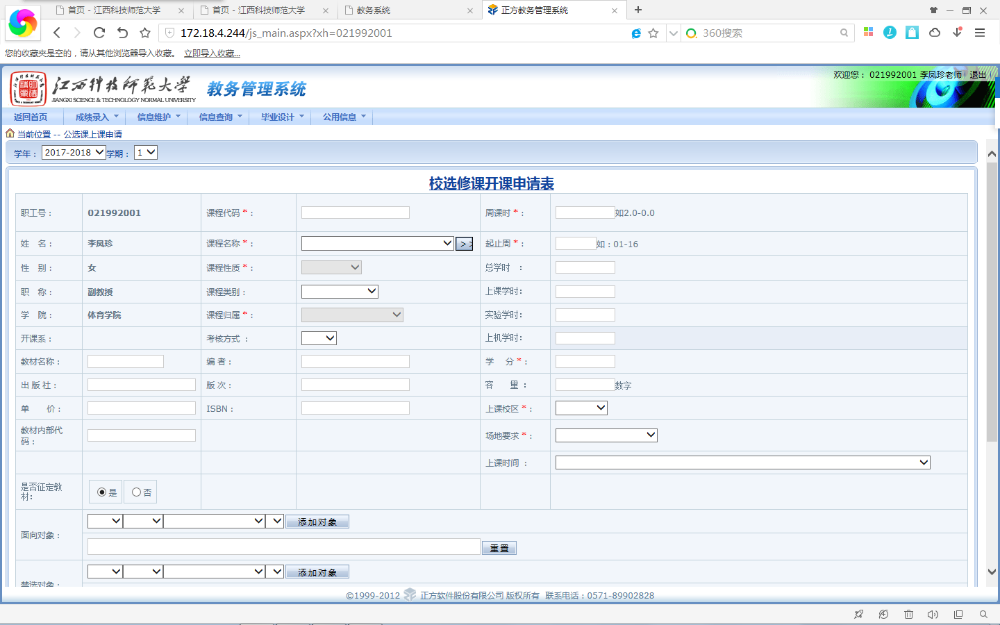 首页 - 江西科技师范大学
首页 - 江西科技师范大学
教务系统
正方教务管理系统
172.18.4.244/js_main.aspx?xh=021992001
360搜索
您的收藏夹是空的，请从其他浏览器导入收藏。 立即导入收藏...
江西科技师范大学
JIANGXI SCIENCE & TECHNOLOGY NORMAL UNIVERSITY
教务管理系统
欢迎您： 021992001 李凤珍老师 退出
返回首页 成绩录入 信息维护 信息查询 毕业设计 公用信息
当前位置 -- 公选课上课申请
学年： 2017-2018 学期： 1
校选修课开课申请表
职工号： 021992001 课程代码 *： 周课时 *： 如2.0-0.0
姓 名： 李凤珍 课程名称 *： >> 起止周 *： 如：01-16
性 别： 女 课程性质 *： 总学时 ：
职 称： 副教授 课程类别： 上课学时：
学 院： 体育学院 课程归属 *： 实验学时：
开课系： 考核方式 ： 上机学时：
教材名称： 编 者： 学 分 *：
出 版 社： 版 次： 容 量 ： 数字
单 价： ISBN： 上课校区 *：
教材内部代码： 场地要求 *：
上课时间 ：
是否征定教材： 是 否
面向对象： 添加对象
重 置
禁选对象： 添加对象
©1999-2012 正方软件股份有限公司 版权所有 联系电话：0571-89902828